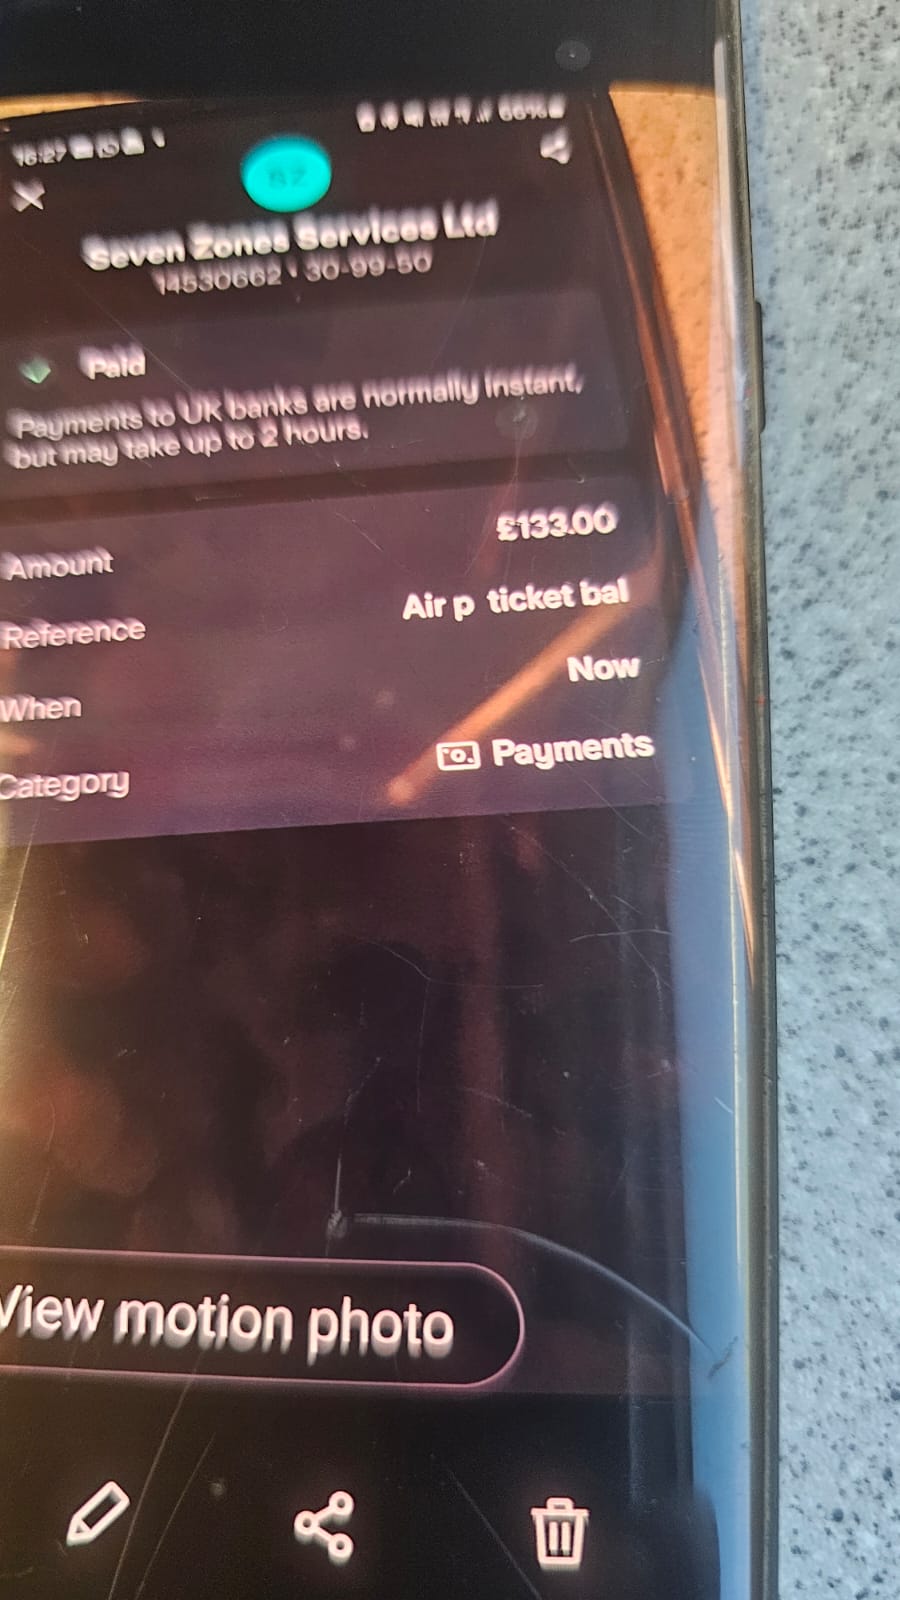 16:27 66%
SZ
Seven Zones Services Ltd
14530662 • 30-99-50
Paid
Payments to UK banks are normally instant,
but may take up to 2 hours.
Amount £133.00
Reference Air p ticket bal
When Now
Category Payments
View motion photo